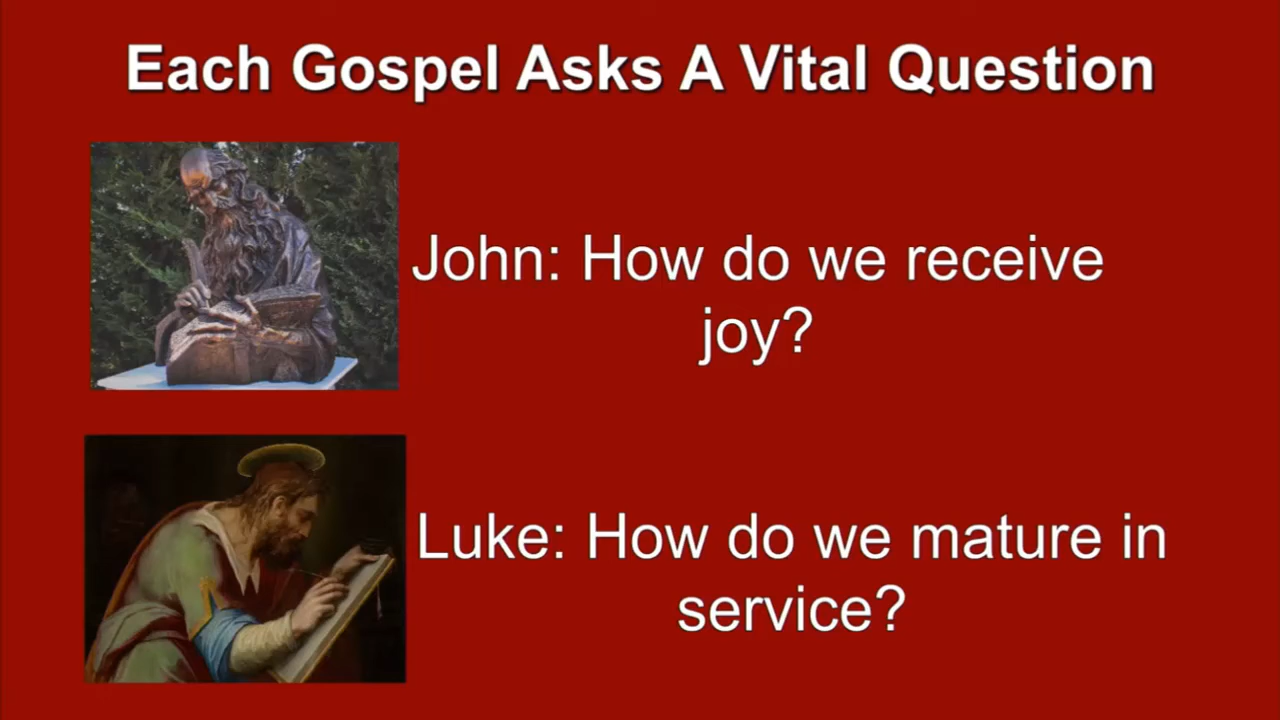 Each Gospel Asks A Vital Question
John: How do we receive
joy?
Luke: How do we mature in
service?